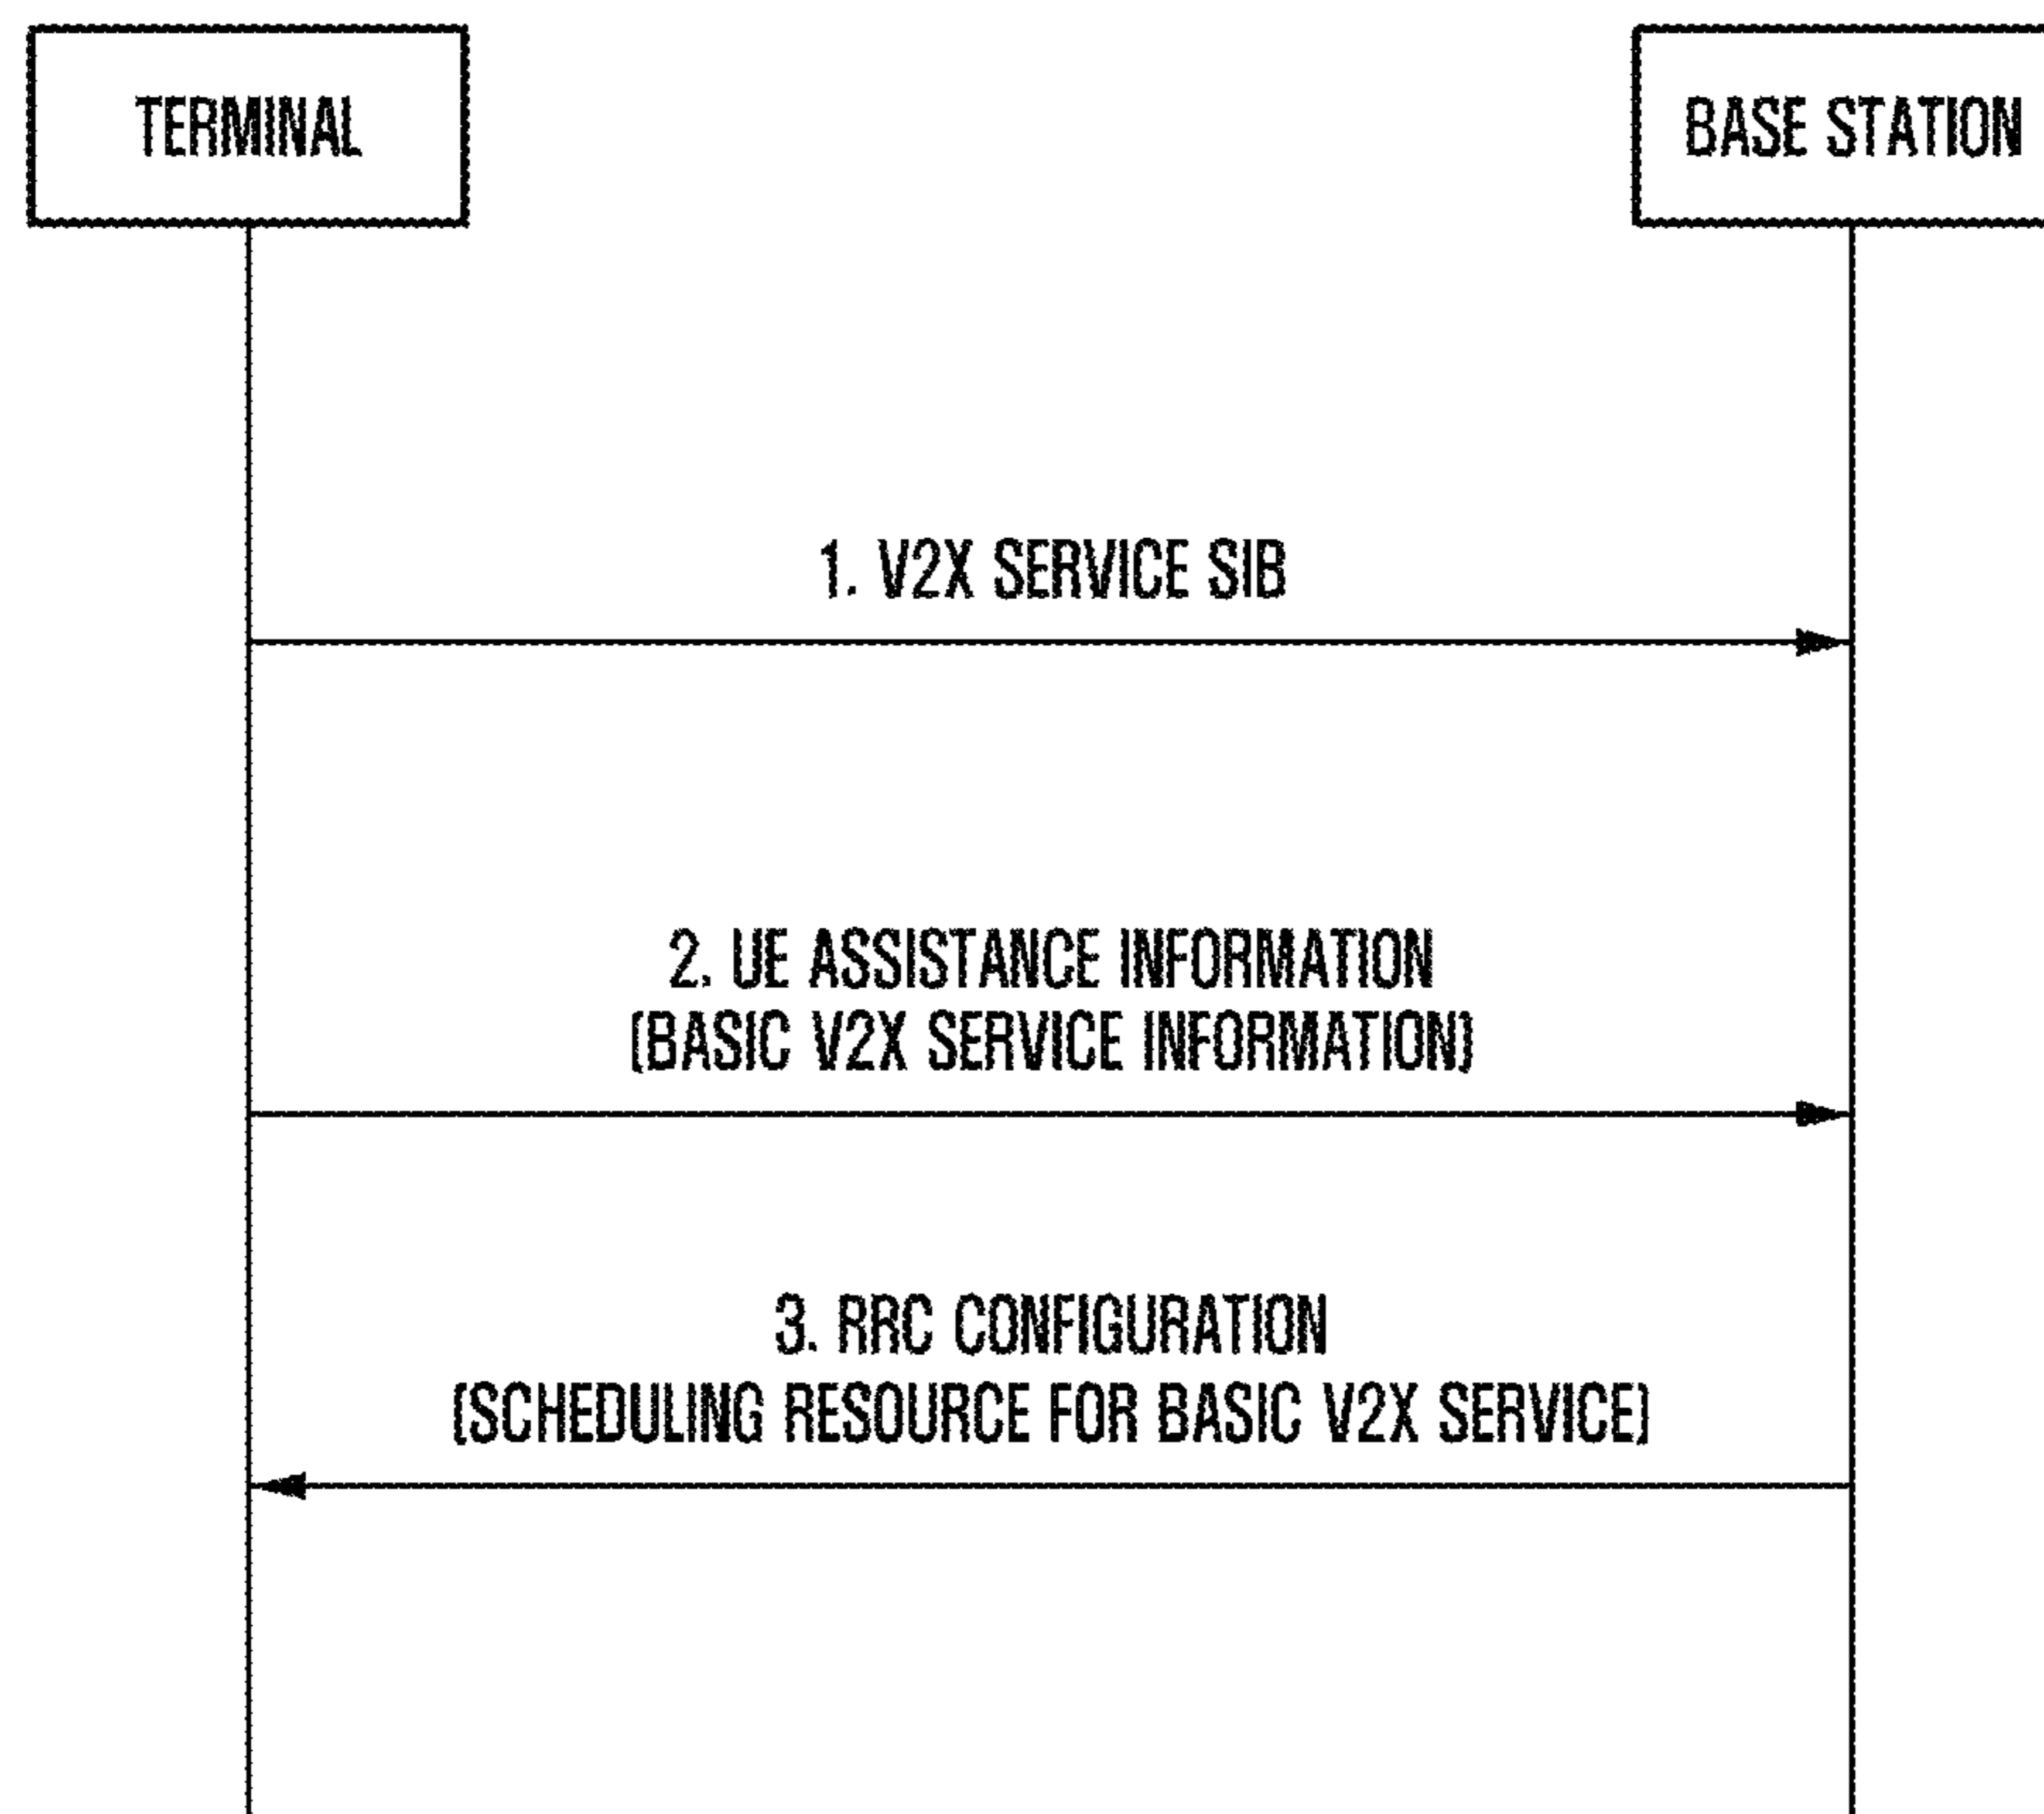 TERMINAL
BASE STATION
1. V2X SERVICE SIB
2. UE ASSISTANCE INFORMATION
(BASIC V2X SERVICE INFORMATION)
3. RRC CONFIGURATION
(SCHEDULING RESOURCE FOR BASIC V2X SERVICE)